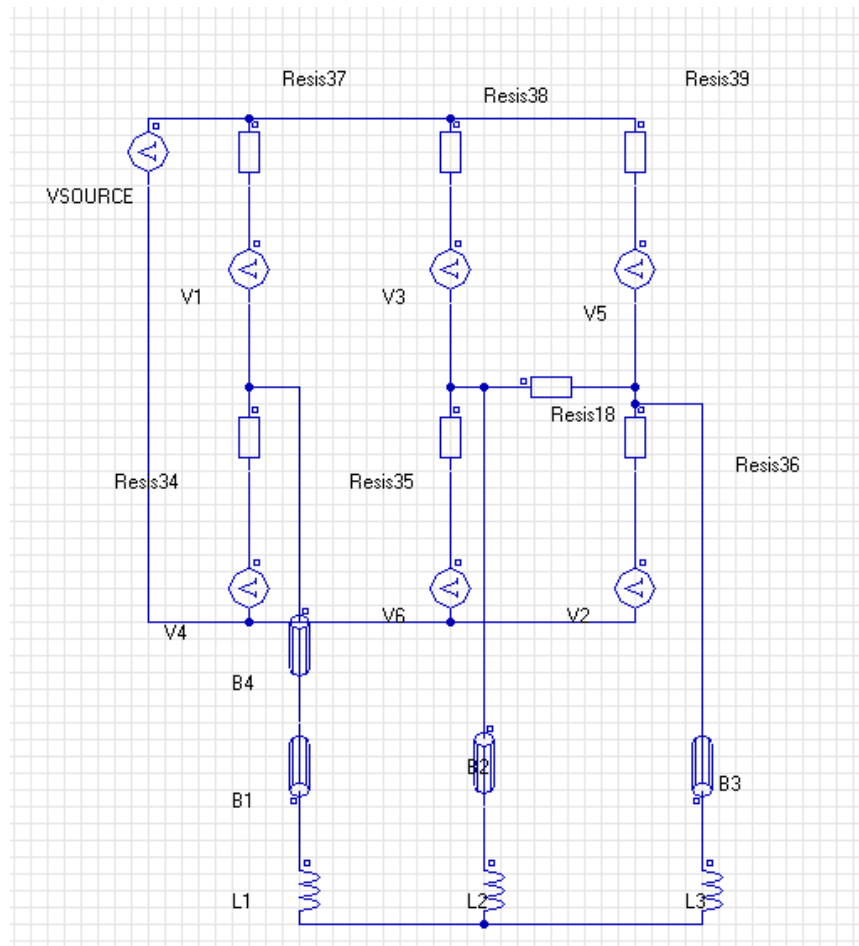 Resis37
Resis38
Resis39
VSOURCE
V1
V3
V5
Resis18
Resis34
Resis35
Resis36
V4
V6
V2
B4
B2
B1
B3
L1
L2
L3